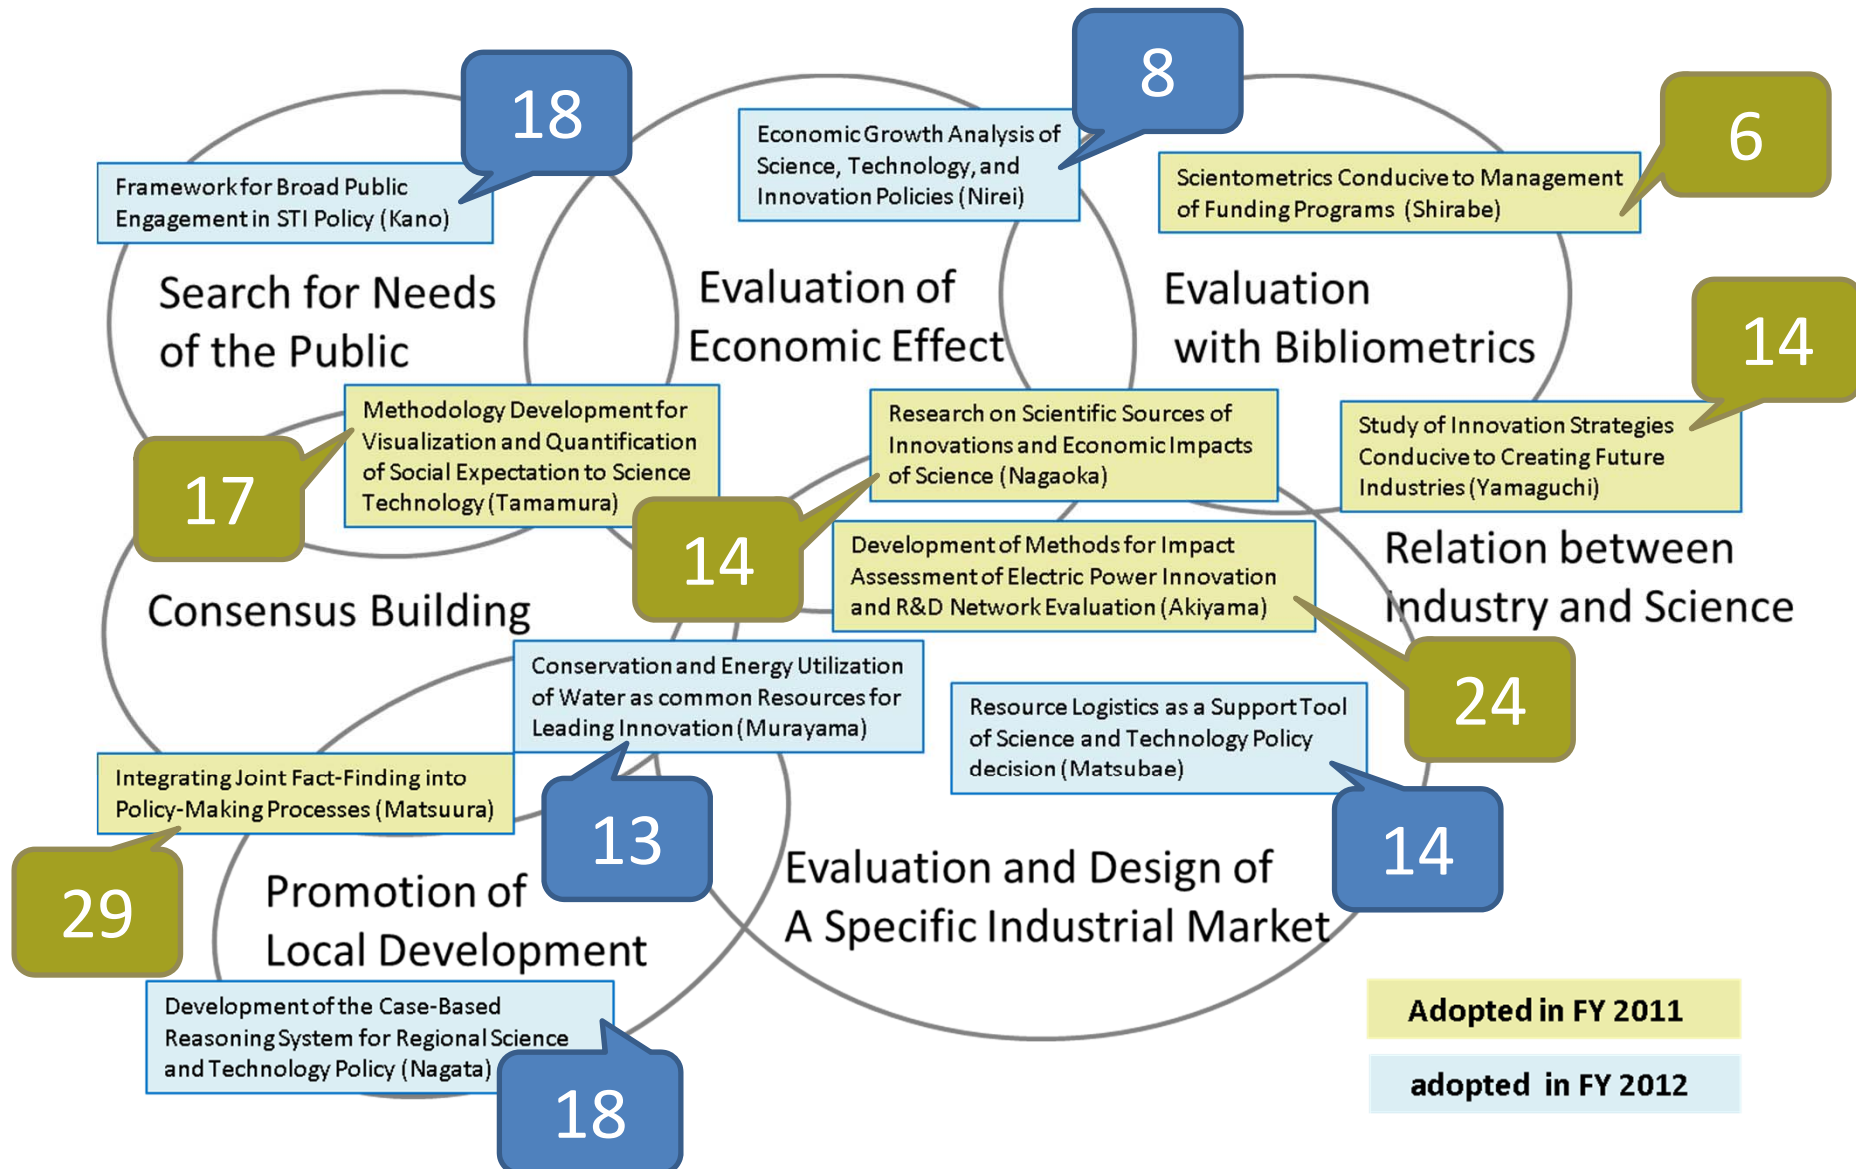 18
8
6
Framework for Broad Public
Engagement in STI Policy (Kano)
Economic Growth Analysis of
Science, Technology, and
Innovation Policies (Nirei)
Scientometrics Conducive to Management
of Funding Programs (Shirabe)
Search for Needs
of the Public
Evaluation of
Economic Effect
Evaluation
with Bibliometrics
14
Methodology Development for
Visualization and Quantification
of Social Expectation to Science
Technology (Tamamura)
17
Research on Scientific Sources of
Innovations and Economic Impacts
of Science (Nagaoka)
14
Study of Innovation Strategies
Conducive to Creating Future
Industries (Yamaguchi)
Development of Methods for Impact
Assessment of Electric Power Innovation
and R&D Network Evaluation (Akiyama)
24
Relation between
Industry and Science
Consensus Building
Conservation and Energy Utilization
of Water as common Resources for
Leading Innovation (Murayama)
13
Resource Logistics as a Support Tool
of Science and Technology Policy
decision (Matsubae)
14
Integrating Joint Fact-Finding into
Policy-Making Processes (Matsuura)
29
Promotion of
Local Development
Evaluation and Design of
A Specific Industrial Market
Development of the Case-Based
Reasoning System for Regional Science
and Technology Policy (Nagata)
18
Adopted in FY 2011
adopted in FY 2012